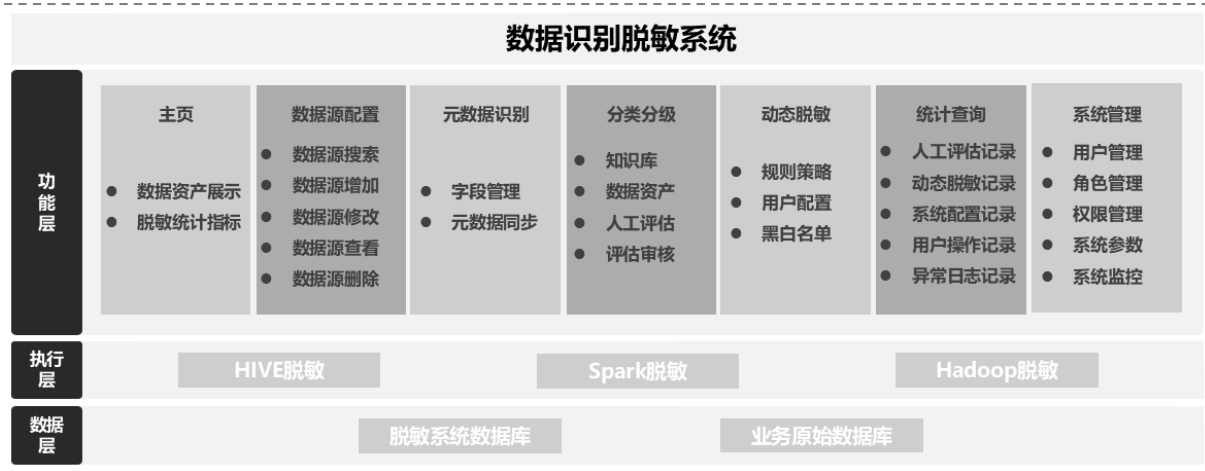 数据识别脱敏系统
功能层
主页
● 数据资产展示
● 脱敏统计指标
数据源配置
● 数据源搜索
● 数据源增加
● 数据源修改
● 数据源查看
● 数据源删除
元数据识别
● 字段管理
● 元数据同步
分类分级
● 知识库
● 数据资产
● 人工评估
● 评估审核
动态脱敏
● 规则策略
● 用户配置
● 黑白名单
统计查询
● 人工评估记录
● 动态脱敏记录
● 系统配置记录
● 用户操作记录
● 异常日志记录
系统管理
● 用户管理
● 角色管理
● 权限管理
● 系统参数
● 系统监控
执行层
HIVE脱敏
Spark脱敏
Hadoop脱敏
数据层
脱敏系统数据库
业务原始数据库